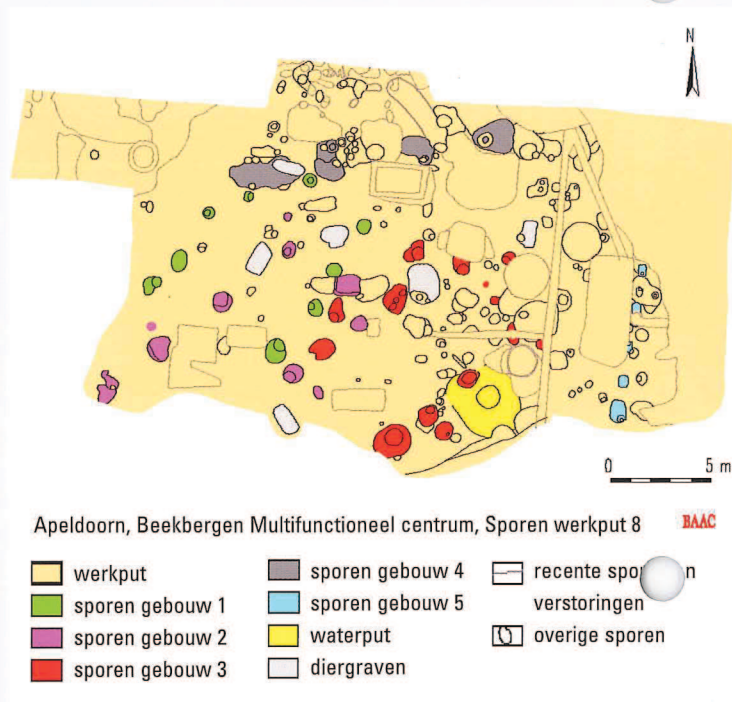 N
0 5 m
Apeldoorn, Beekbergen Multifunctioneel centrum, Sporen werkput 8 BAAC
werkput
sporen gebouw 1
sporen gebouw 2
sporen gebouw 3
sporen gebouw 4
sporen gebouw 5
waterput
diergraven
recente
verstoringen
overige sporen